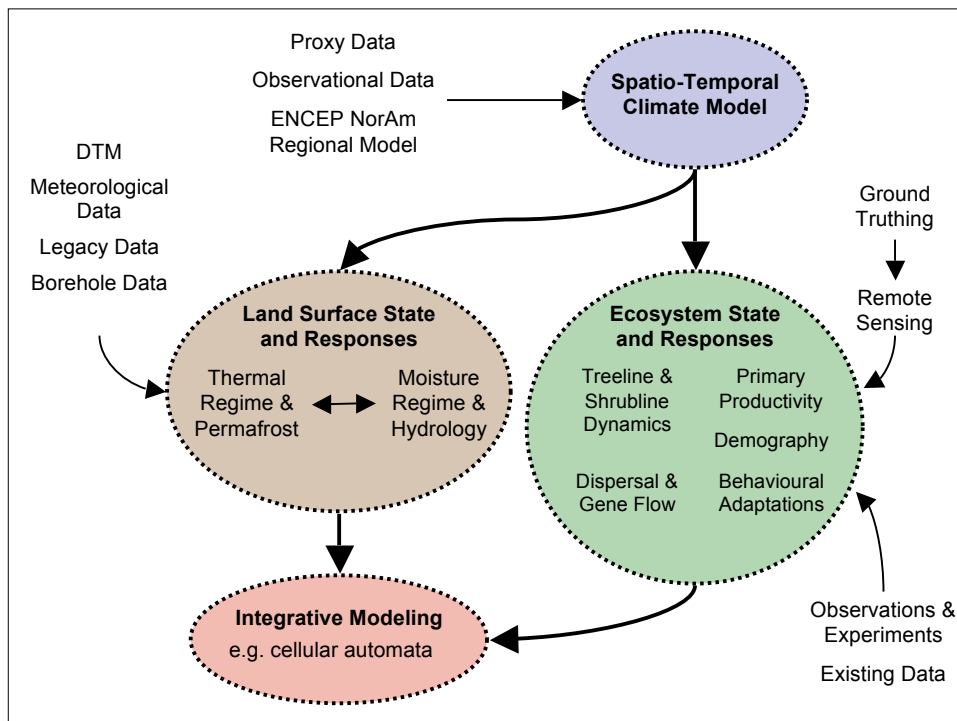 Proxy Data
Observational Data
ENCEP NorAm
Regional Model
Spatio-Temporal
Climate Model
DTM
Meteorological
Data
Legacy Data
Borehole Data
Ground
Truthing
Remote
Sensing
Land Surface State
and Responses
Thermal
Regime &
Permafrost
Moisture
Regime &
Hydrology
Ecosystem State
and Responses
Treeline &
Shrubline
Dynamics
Primary
Productivity
Demography
Dispersal &
Gene Flow
Behavioural
Adaptations
Integrative Modeling
e.g. cellular automata
Observations &
Experiments
Existing Data